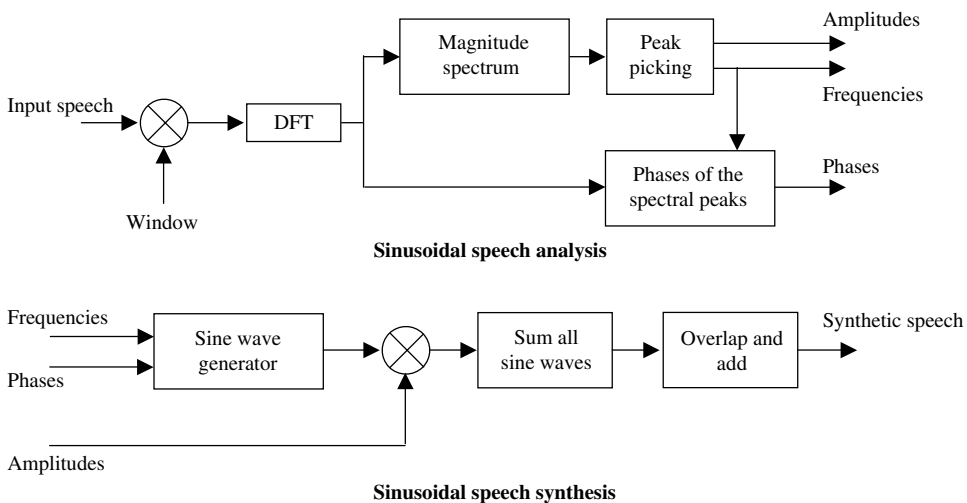 Amplitudes
Magnitude
spectrum
Peak
picking
Frequencies
Input speech
DFT
Phases of the
spectral peaks
Phases
Window
Sinusoidal speech analysis
Frequencies
Phases
Sine wave
generator
Sum all
sine waves
Overlap and
add
Synthetic speech
Amplitudes
Sinusoidal speech synthesis